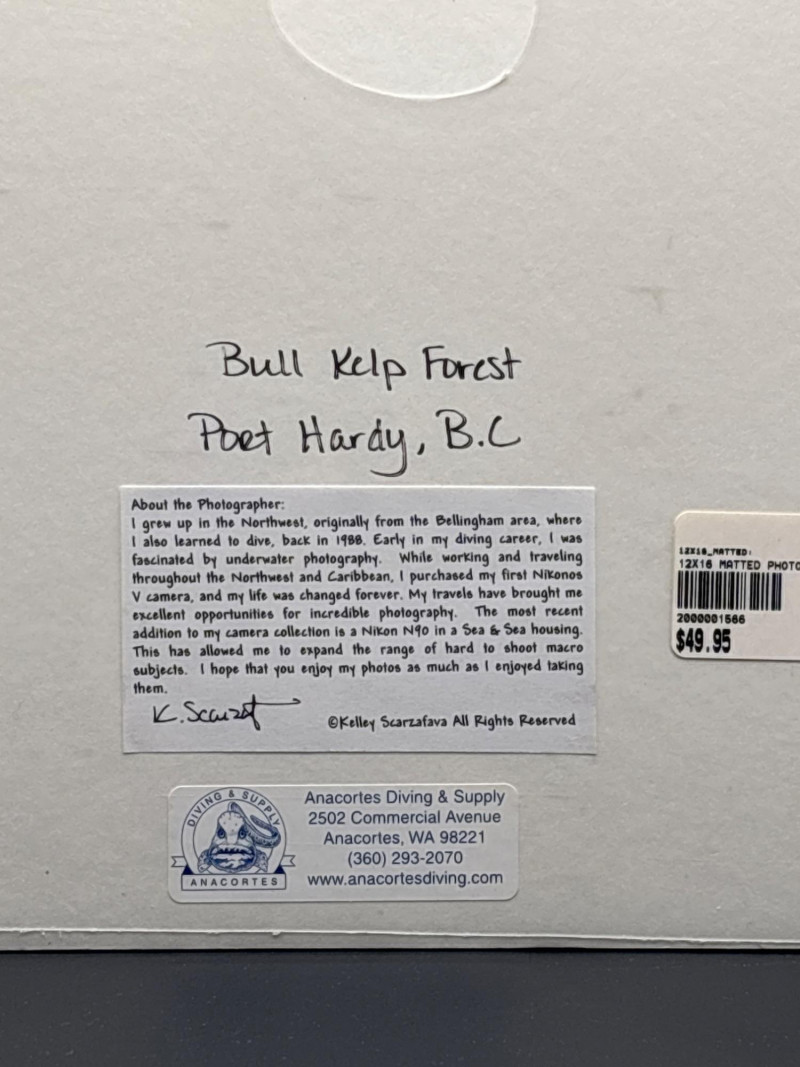 Bull Kelp Forest
Port Hardy, B.C
About the Photographer:
I grew up in the Northwest, originally from the Bellingham area, where
I also learned to dive, back in 1988. Early in my diving career, I was
fascinated by underwater photography. While working and traveling
throughout the Northwest and Caribbean, I purchased my first Nikonos
V camera, and my life was changed forever. My travels have brought me
excellent opportunities for incredible photography. The most recent
addition to my camera collection is a Nikon N90 in a Sea & Sea housing.
This has allowed me to expand the range of hard to shoot macro
subjects. I hope that you enjoy my photos as much as I enjoyed taking
them.
K. Scarzaf
©Kelley Scarzafava All Rights Reserved
12X16_MATTED:
12X16 MATTED PHOTO
2000001566
$49.95
DIVING & SUPPLY
ANACORTES
Anacortes Diving & Supply
2502 Commercial Avenue
Anacortes, WA 98221
(360) 293-2070
www.anacortesdiving.com